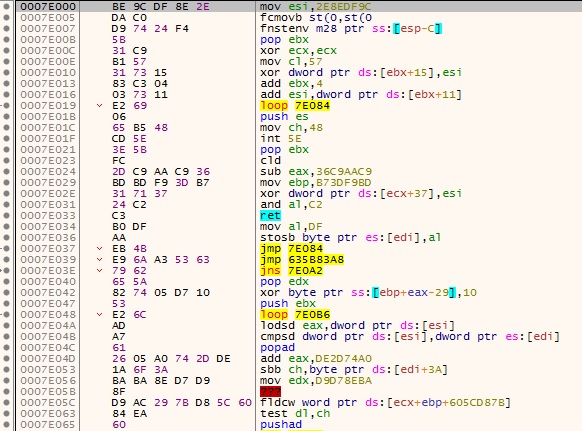 0007E000 BE 9C DF 8E 2E mov esi,2E8EDF9C
0007E005 DA C0 fcmovb st(0,st(0
0007E007 D9 74 24 F4 fnstenv m28 ptr ss:[esp-C]
0007E00B 5B pop ebx
0007E00C 31 C9 xor ecx,ecx
0007E00E B1 57 mov cl,57
0007E010 31 73 15 xor dword ptr ds:[ebx+15],esi
0007E013 83 C3 04 add ebx,4
0007E016 03 73 11 add esi,dword ptr ds:[ebx+11]
0007E019 E2 69 loop 7E084
0007E01B 06 push es
0007E01C 65 B5 48 mov ch,48
0007E01F CD 5E int 5E
0007E021 3E 5B pop ebx
0007E023 FC cld
0007E024 2D C9 AA C9 36 sub eax,36C9AAC9
0007E029 BD BD F9 3D B7 mov ebp,B73DF9BD
0007E02E 31 71 37 xor dword ptr ds:[ecx+37],esi
0007E031 24 C2 and al,C2
0007E033 C3 ret
0007E034 B0 DF mov al,DF
0007E036 AA stosb byte ptr es:[edi],al
0007E037 EB 4B jmp 7E084
0007E039 E9 6A A3 53 63 jmp 635B83A8
0007E03E 79 62 jns 7E0A2
0007E040 65 5A pop edx
0007E042 82 74 05 D7 10 xor byte ptr ss:[ebp+eax-29],10
0007E047 53 push ebx
0007E048 E2 6C loop 7E0B6
0007E04A AD lodsd eax,dword ptr ds:[esi]
0007E04B A7 cmpsd dword ptr ds:[esi],dword ptr es:[edi]
0007E04C 61 popad
0007E04D 26 05 A0 74 2D DE add eax,DE2D74A0
0007E053 1A 6F 3A sbb ch,byte ptr ds:[edi+3A]
0007E056 BA BA 8E D7 D9 mov edx,D9D78EBA
0007E05B 8F ???
0007E05C D9 AC 29 7B D8 5C 60 fldcw word ptr ds:[ecx+ebp+605CD87B]
0007E063 84 EA test dl,ch
0007E065 60 pushad